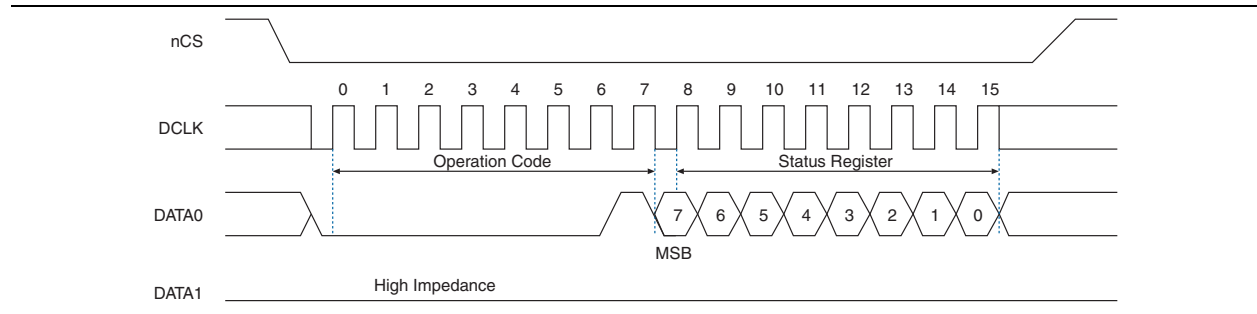 nCS
0 1 2 3 4 5 6 7 8 9 10 11 12 13 14 15
DCLK
Operation Code Status Register
DATA0 7 6 5 4 3 2 1 0
MSB
High Impedance
DATA1